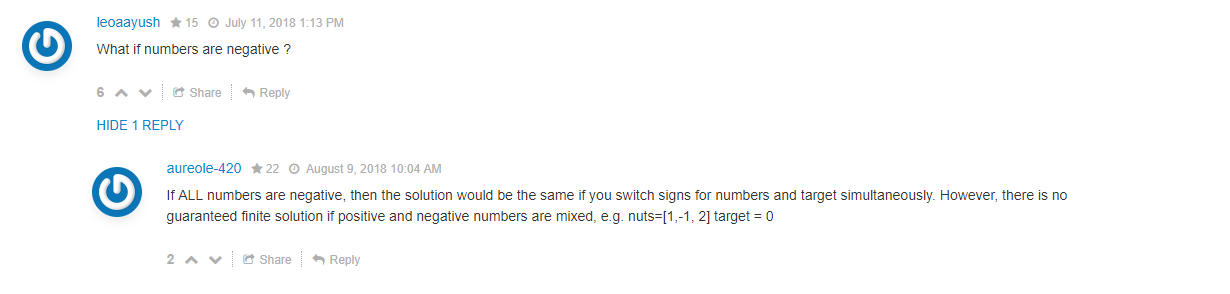 leoaayush 15 July 11, 2018 1:13 PM
What if numbers are negative ?
6 Share Reply
HIDE 1 REPLY
aureole-420 22 August 9, 2018 10:04 AM
If ALL numbers are negative, then the solution would be the same if you switch signs for numbers and target simultaneously. However, there is no
guaranteed finite solution if positive and negative numbers are mixed, e.g. nuts=[1,-1, 2] target = 0
2 Share Reply